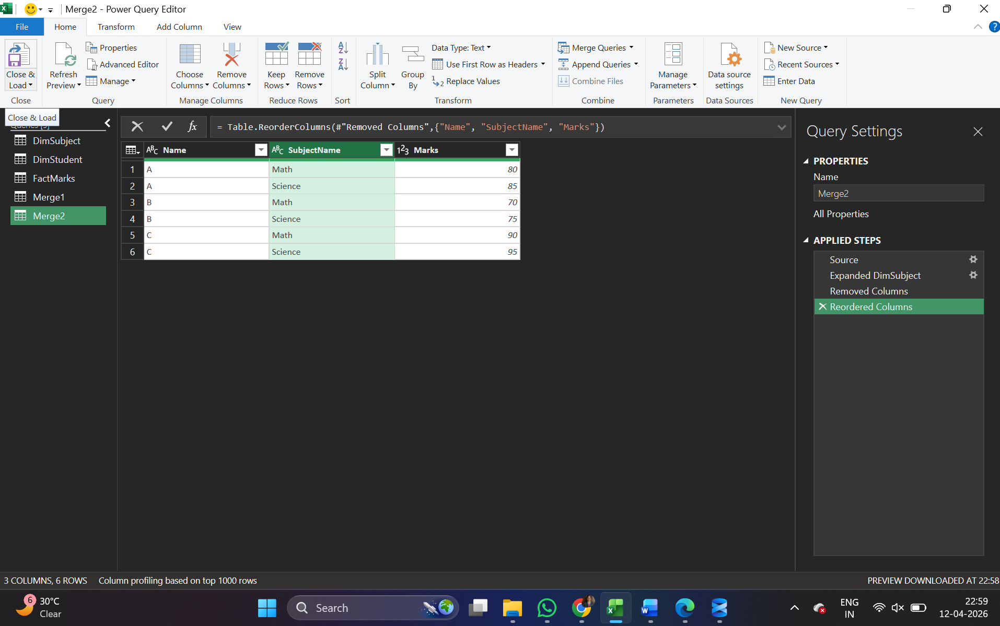 Merge2 - Power Query Editor
File
Home
Transform
Add Column
View
Close &
Load
Close
Refresh
Preview
Properties
Advanced Editor
Manage
Query
Choose
Columns
Remove
Columns
Manage Columns
Keep
Rows
Remove
Rows
Reduce Rows
Sort
Split
Column
Group
By
Data Type: Text
Use First Row as Headers
Replace Values
Transform
Merge Queries
Append Queries
Combine Files
Combine
Manage
Parameters
Parameters
Data source
settings
Data Sources
New Source
Recent Sources
Enter Data
New Query
Close & Load
Queries [5]
DimSubject
DimStudent
FactMarks
Merge1
Merge2
fx
= Table.ReorderColumns(#"Removed Columns",{"Name", "SubjectName", "Marks"})
ABC Name
ABC SubjectName
123 Marks
1 A Math 80
2 A Science 85
3 B Math 70
4 B Science 75
5 C Math 90
6 C Science 95
Query Settings
PROPERTIES
Name
Merge2
All Properties
APPLIED STEPS
Source
Expanded DimSubject
Removed Columns
Reordered Columns
3 COLUMNS, 6 ROWS
Column profiling based on top 1000 rows
PREVIEW DOWNLOADED AT 22:58
6
30°C
Clear
Search
ENG
IN
22:59
12-04-2026